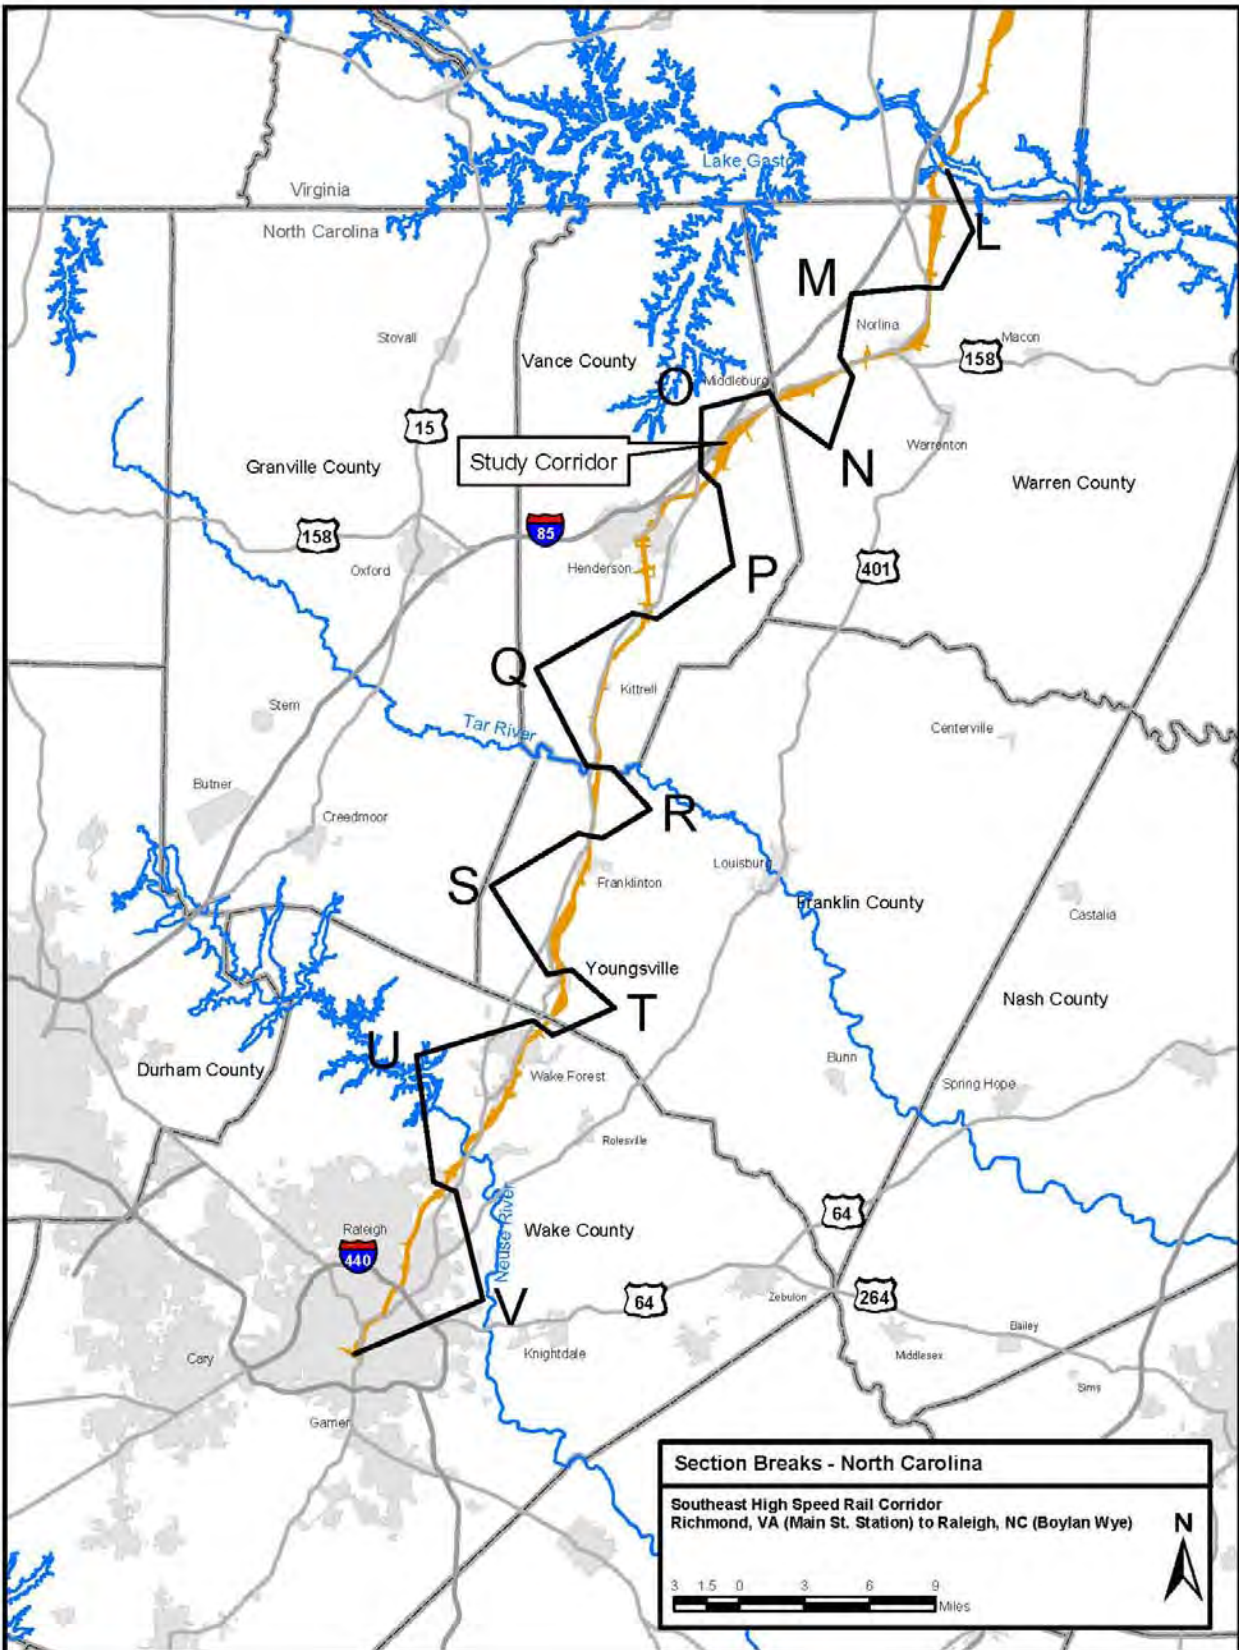 Lake Gasto
Virginia
North Carolina
L
M
Norlina
Macon
158
Stovall
Vance County
O
Middleburg
15
Warrenton
Study Corridor
N
Granville County
Warren County
158
85
Oxford
Henderson
P
401
Q
Kittrell
Stem
Tar River
Centerville
Butner
Creedmoor
R
Louisburg
S
Franklinton
Franklin County
Castalia
Youngsville
Nash County
T
U
Durham County
Wake Forest
Bunn
Spring Hope
Rolesville
Neuse River
64
Raleigh
Wake County
440
V
64
Zebulon
264
Bailey
Cary
Knightdale
Middlesex
Sims
Garner
Section Breaks - North Carolina
Southeast High Speed Rail Corridor
Richmond, VA (Main St. Station) to Raleigh, NC (Boylan Wye)
N
3 1.5 0 3 6 9
Miles